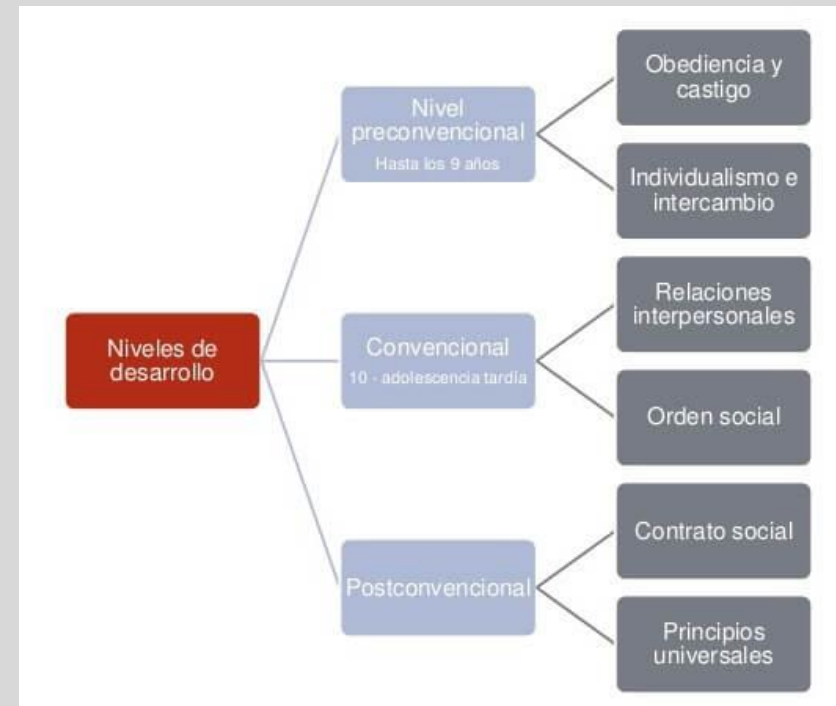 Niveles de
desarrollo
Nivel
preconvencional
Hasta los 9 años
Obediencia y
castigo
Individualismo e
intercambio
Convencional
10 - adolescencia tardía
Relaciones
interpersonales
Orden social
Postconvencional
Contrato social
Principios
universales